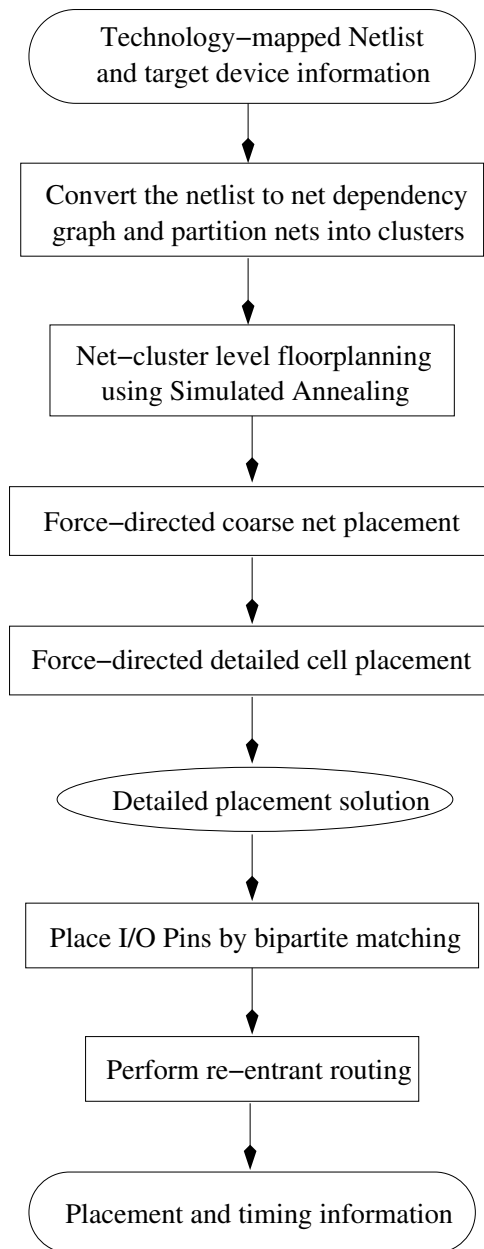 Technology−mapped Netlist
and target device information
Convert the netlist to net dependency
graph and partition nets into clusters
Net−cluster level floorplanning
using Simulated Annealing
Force−directed coarse net placement
Force−directed detailed cell placement
Detailed placement solution
Place I/O Pins by bipartite matching
Perform re−entrant routing
Placement and timing information